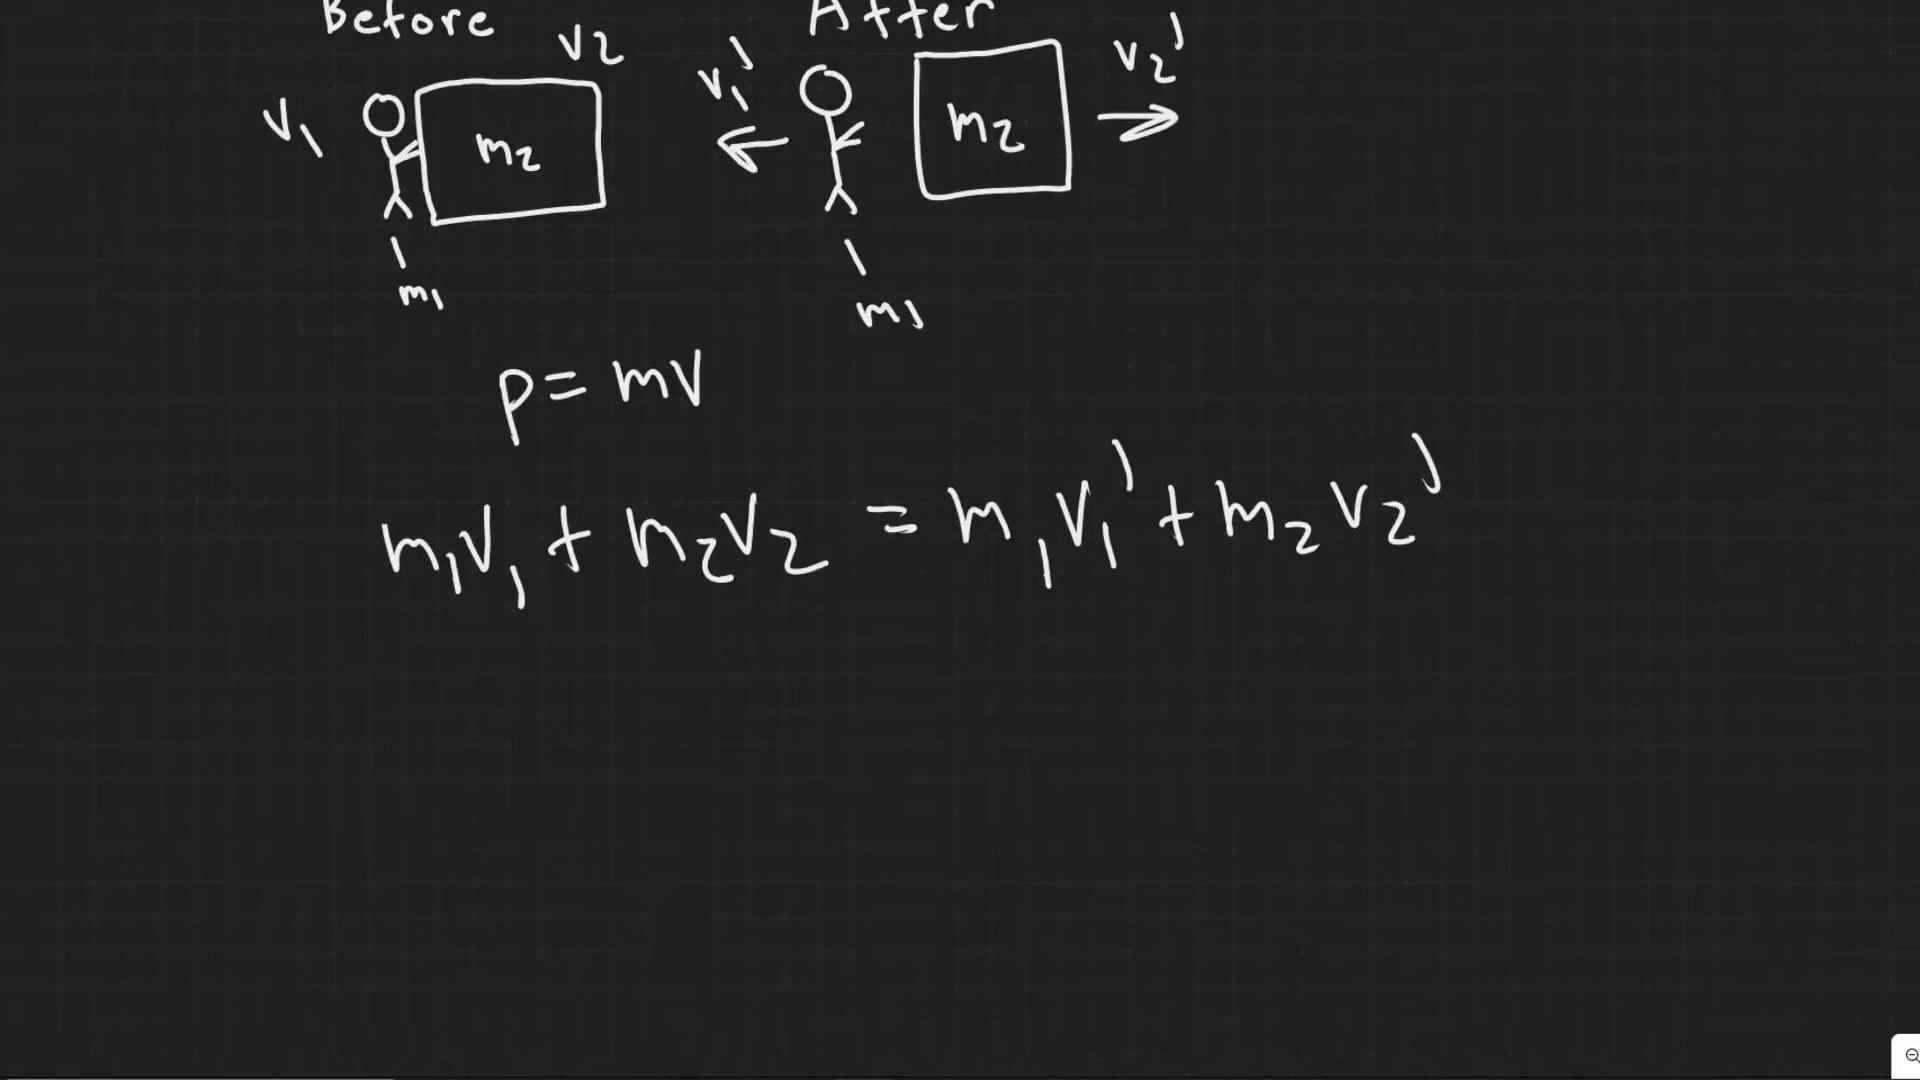 Before After
v2 v2'
v1 v1'
m2 m2
m1 m1
p = mv
m1v1 + m2v2 = m1v1' + m2v2'